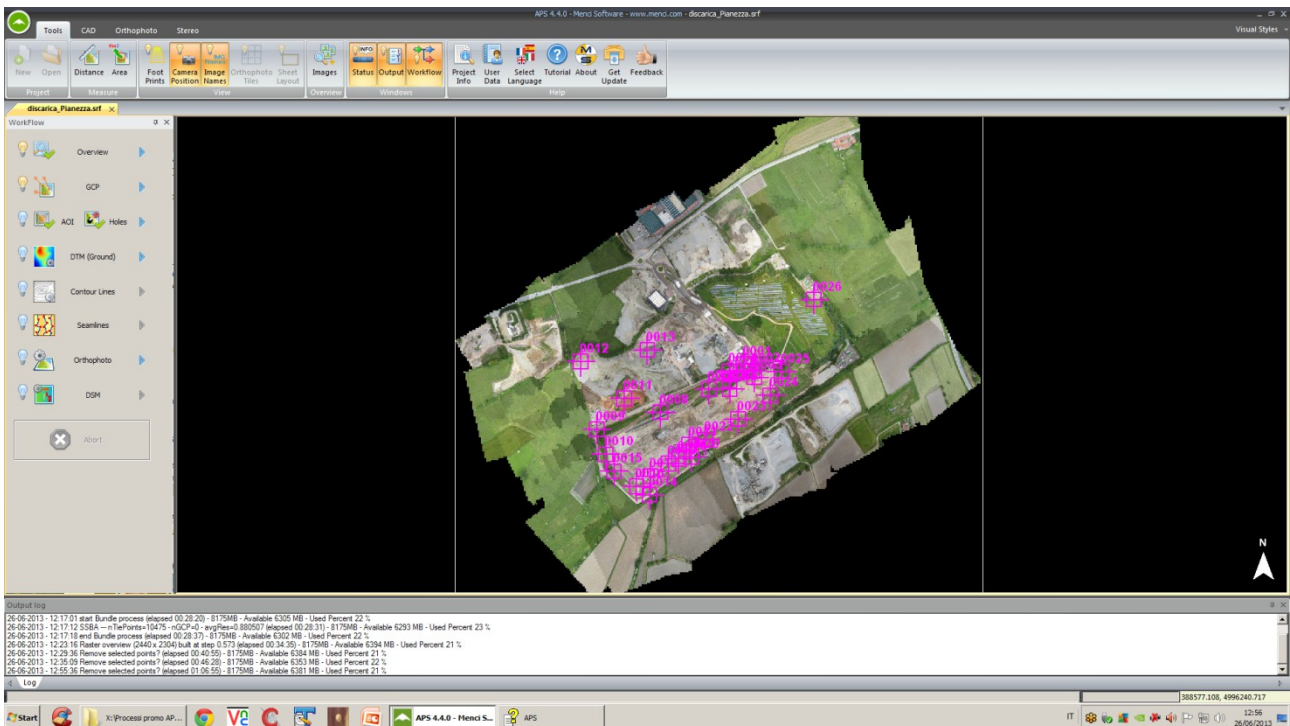 APS 4.4.0 - Menci Software - www.menci.com - discarica_Pianezza.srf
Tools CAD Orthophoto Stereo Visual Styles
New Open Distance Area Foot Prints Camera Position Image Names Orthophoto Tiles Sheet Layout Images Status Output Workflow Project Info User Data Select Language Tutorial About Get Update Feedback
Project Measure View Overview Windows Help
discarica_Pianezza.srf
WorkFlow
Overview
GCP
AOI Holes
DTM (Ground)
Contour Lines
Seamlines
Orthophoto
DSM
Abort
0026
0013
0012
0001
0011
0008
0009
0010
0015
N
Output log
26-06-2013 - 12:17:01 start Bundle process (elapsed 00:28:20) - 8175MB - Available 6305 MB - Used Percent 22 %
26-06-2013 - 12:17:12 SSBA --- nTiePoints=10475 - nGCP=0 - avgRes=0.880507 (elapsed 00:28:31) - 8175MB - Available 6293 MB - Used Percent 23 %
26-06-2013 - 12:17:18 end Bundle process (elapsed 00:28:37) - 8175MB - Available 6302 MB - Used Percent 22 %
26-06-2013 - 12:23:16 Raster overview (2440 x 2304) built at step 0.573 (elapsed 00:34:35) - 8175MB - Available 6394 MB - Used Percent 21 %
26-06-2013 - 12:29:36 Remove selected points? (elapsed 00:40:55) - 8175MB - Available 6384 MB - Used Percent 21 %
26-06-2013 - 12:35:09 Remove selected points? (elapsed 00:46:28) - 8175MB - Available 6353 MB - Used Percent 22 %
26-06-2013 - 12:55:36 Remove selected points? (elapsed 01:06:55) - 8175MB - Available 6381 MB - Used Percent 21 %
Log
388577.108, 4996240.717
Start X:\Processi promo AP... APS 4.4.0 - Menci S... APS IT 12:56
26/06/2013